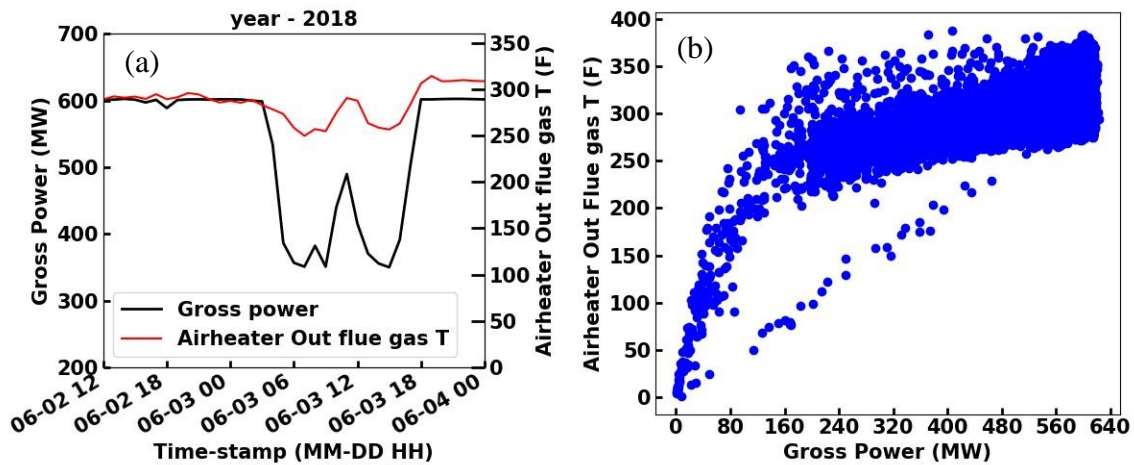 year - 2018
(a)
Gross Power (MW)
700
600
500
400
300
200
Gross power
Airheater Out flue gas T
350
300
250
200
150
100
50
0
Airheater Out flue gas T (F)
06-02 12
06-02 18
06-03 00
06-03 06
06-03 12
06-03 18
06-04 00
Time-stamp (MM-DD HH)
(b)
Airheater Out Flue gas T (F)
400
350
300
250
200
150
100
50
0
0 80 160 240 320 400 480 560 640
Gross Power (MW)